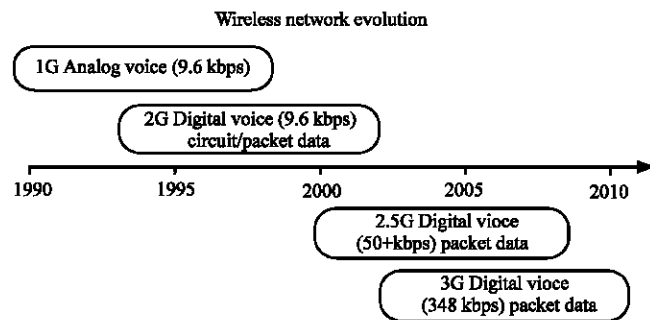 Wireless network evolution
1G Analog voice (9.6 kbps)
2G Digital voice (9.6 kbps)
circuit/packet data
1990 1995 2000 2005 2010
2.5G Digital vioce
(50+kbps) packet data
3G Digital vioce
(348 kbps) packet data